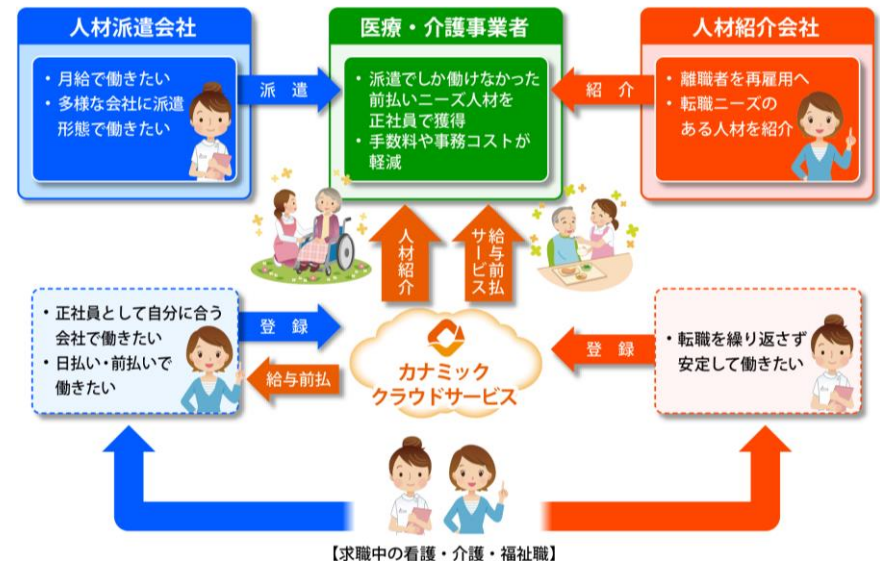 人材派遣会社
・月給で働きたい
・多様な会社に派遣
形態で働きたい
派遣
医療・介護事業者
・派遣でしか働けなかった
前払いニーズ人材を
正社員で獲得
・手数料や事務コストが
軽減
紹介
人材紹介会社
・離職者を再雇用へ
・転職ニーズの
ある人材を紹介
人材紹介
給与前払
サービス
・正社員として自分に合う
会社で働きたい
・日払い・前払いで
働きたい
登録
給与前払
カナミック
クラウドサービス
登録
・転職を繰り返さず
安定して働きたい
【求職中の看護・介護・福祉職】